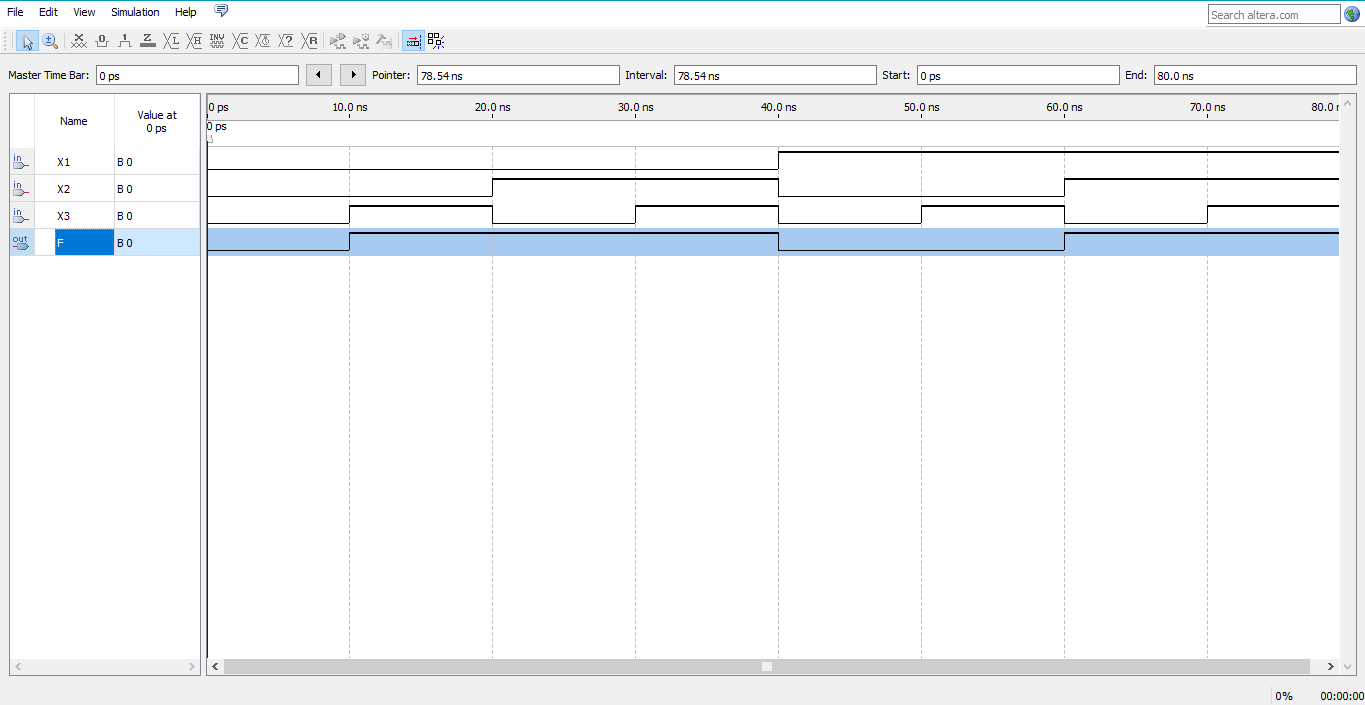 File Edit View Simulation Help
Search altera.com
Master Time Bar: 0 ps Pointer: 78.54 ns Interval: 78.54 ns Start: 0 ps End: 80.0 ns
Name Value at
0 ps
0 ps 10.0 ns 20.0 ns 30.0 ns 40.0 ns 50.0 ns 60.0 ns 70.0 ns 80.0 n
0 ps
in X1 B 0
in X2 B 0
in X3 B 0
out F B 0
0% 00:00:00